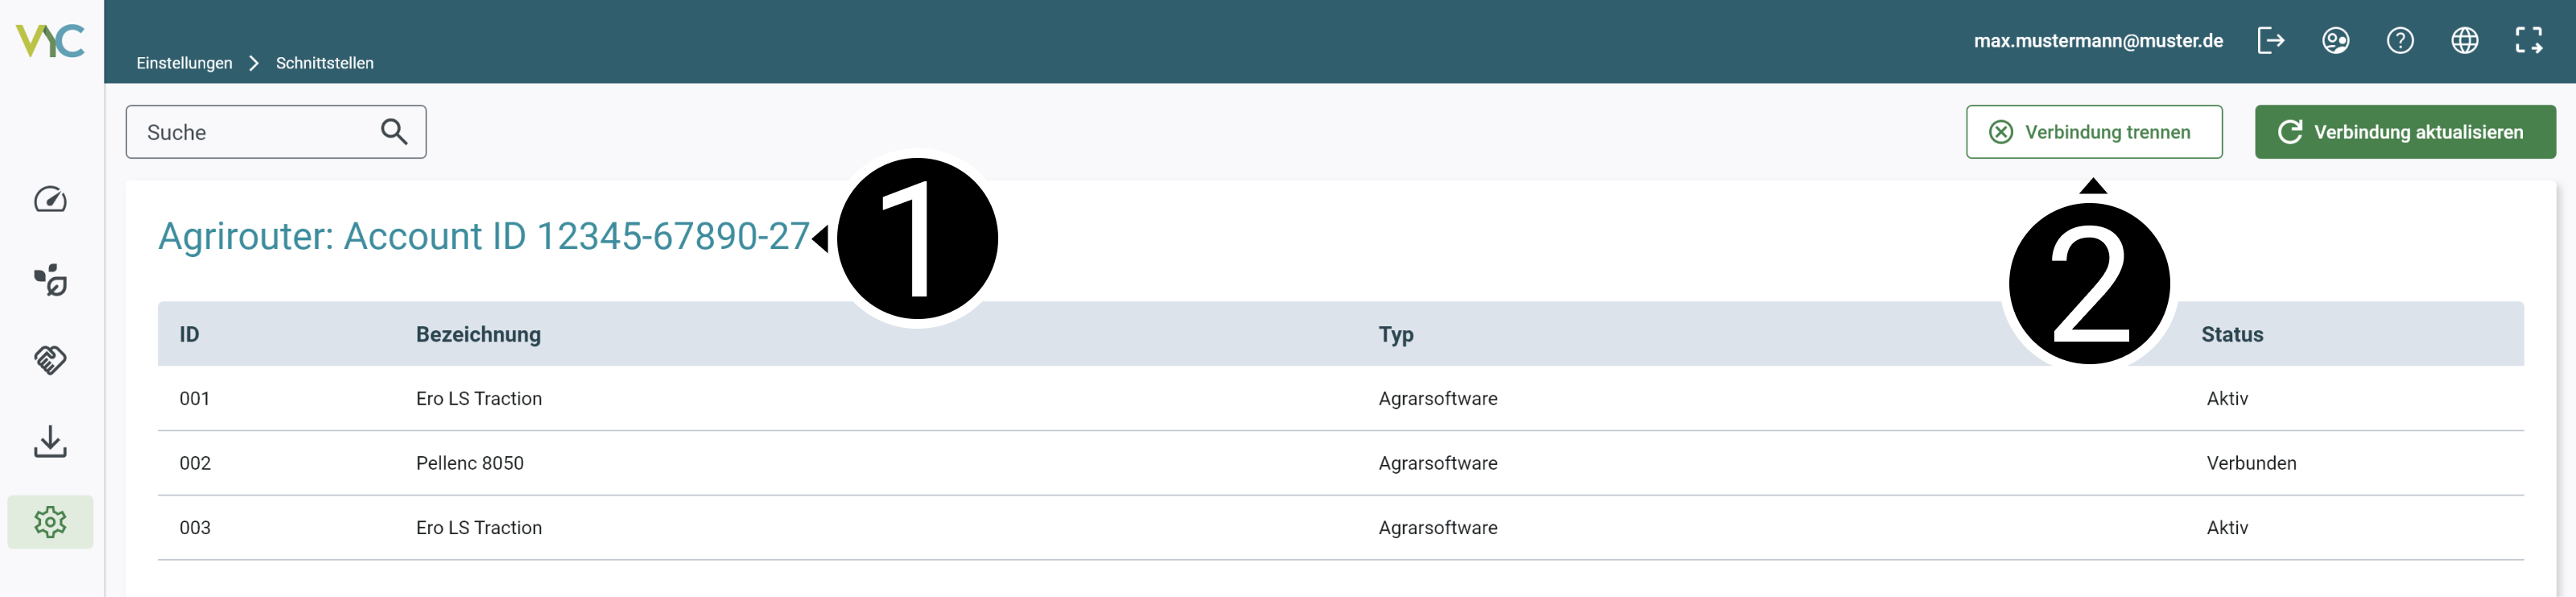 VYC
max.mustermann@muster.de
Einstellungen > Schnittstellen
Suche
Verbindung trennen
Verbindung aktualisieren
Agrirouter: Account ID 12345-67890-27
1
2
ID Bezeichnung Typ Status
001 Ero LS Traction Agrarsoftware Aktiv
002 Pellenc 8050 Agrarsoftware Verbunden
003 Ero LS Traction Agrarsoftware Aktiv